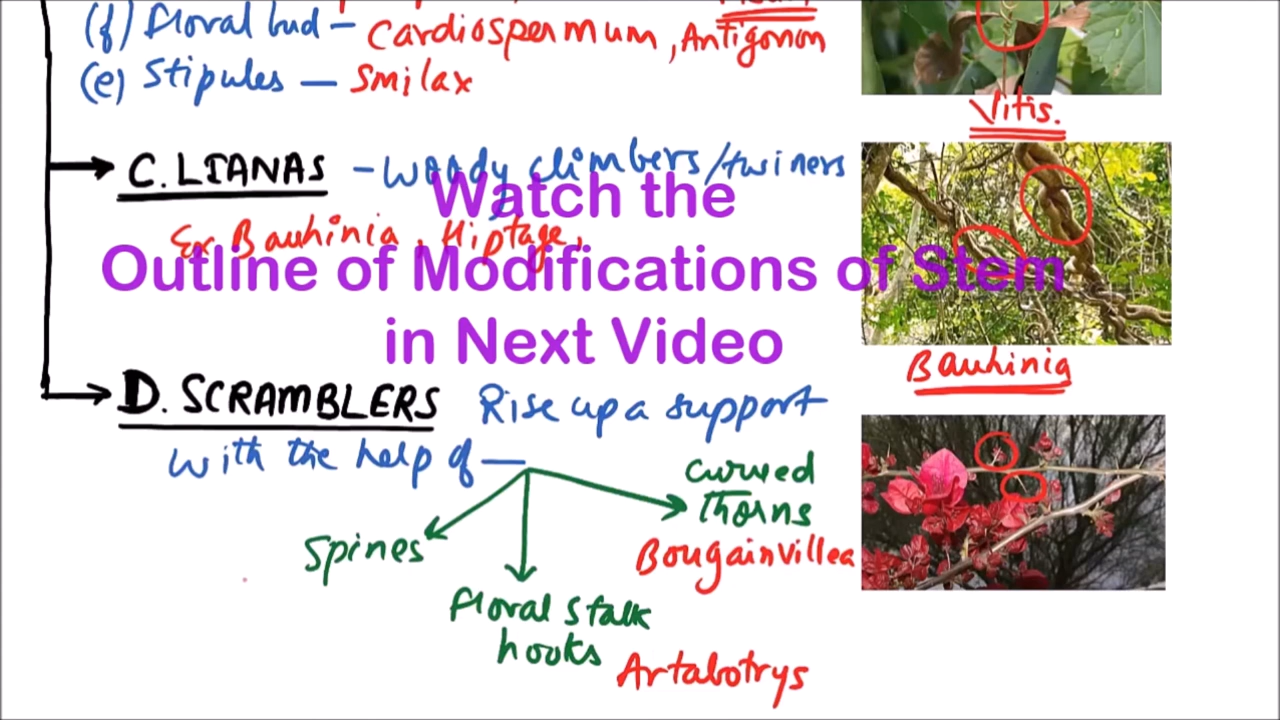 (f) Floral bud –
Cardiospermum, Antigonon
(e) Stipules — Smilax
Vitis.
C. LIANAS – Woody climbers/twiners
Ex Bauhinia, Hiptage,
Watch the
Outline of Modifications of Stem
in Next Video
Bauhinia
D. SCRAMBLERS Rise up a support
with the help of —
Spines
Floral stalk
hooks
Artabotrys
curved
Thorns
Bougainvillea